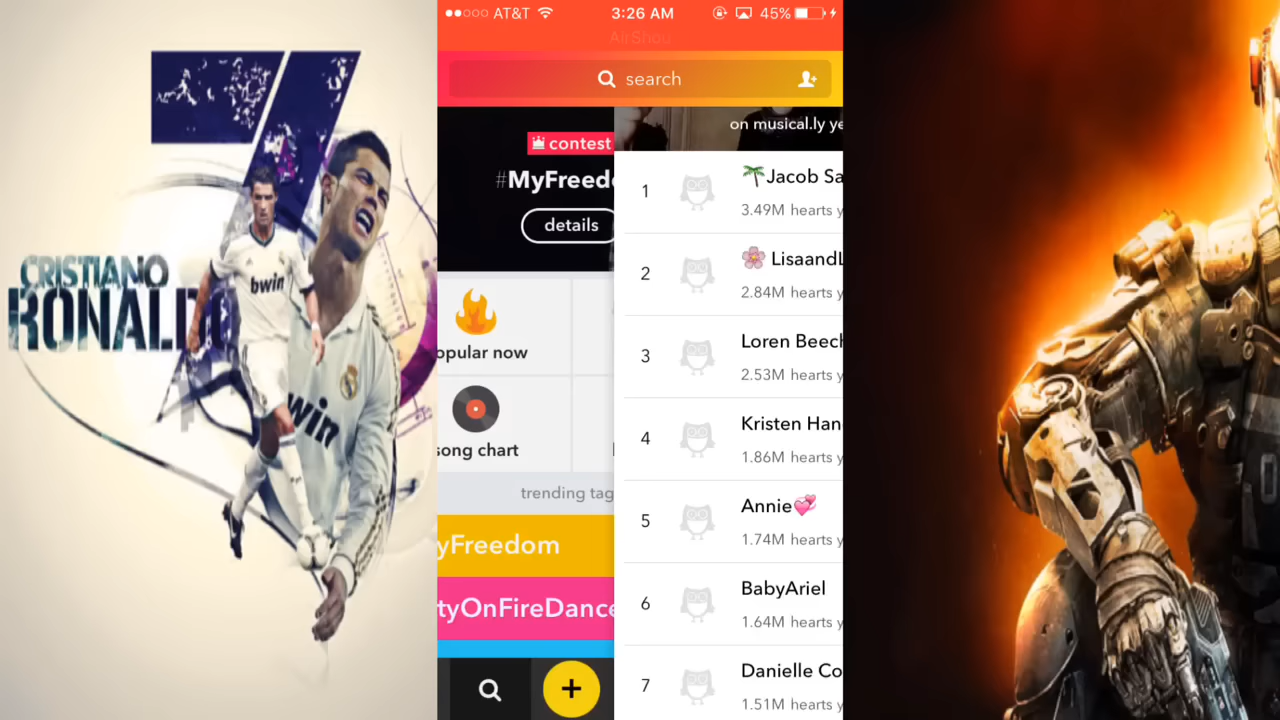 CRISTIANO
RONALDO
bwin
win
AT&T
3:26 AM
45%
AirShou
search
contest
#MyFreedo
details
opular now
song chart
trending tag
yFreedom
tyOnFireDance
+
on musical.ly ye
1
🌴Jacob Sa
3.49M hearts y
2
🌸 LisaandL
2.84M hearts y
3
Loren Beech
2.53M hearts y
4
Kristen Han
1.86M hearts y
5
Annie💞
1.74M hearts y
6
BabyAriel
1.64M hearts y
7
Danielle Co
1.51M hearts y